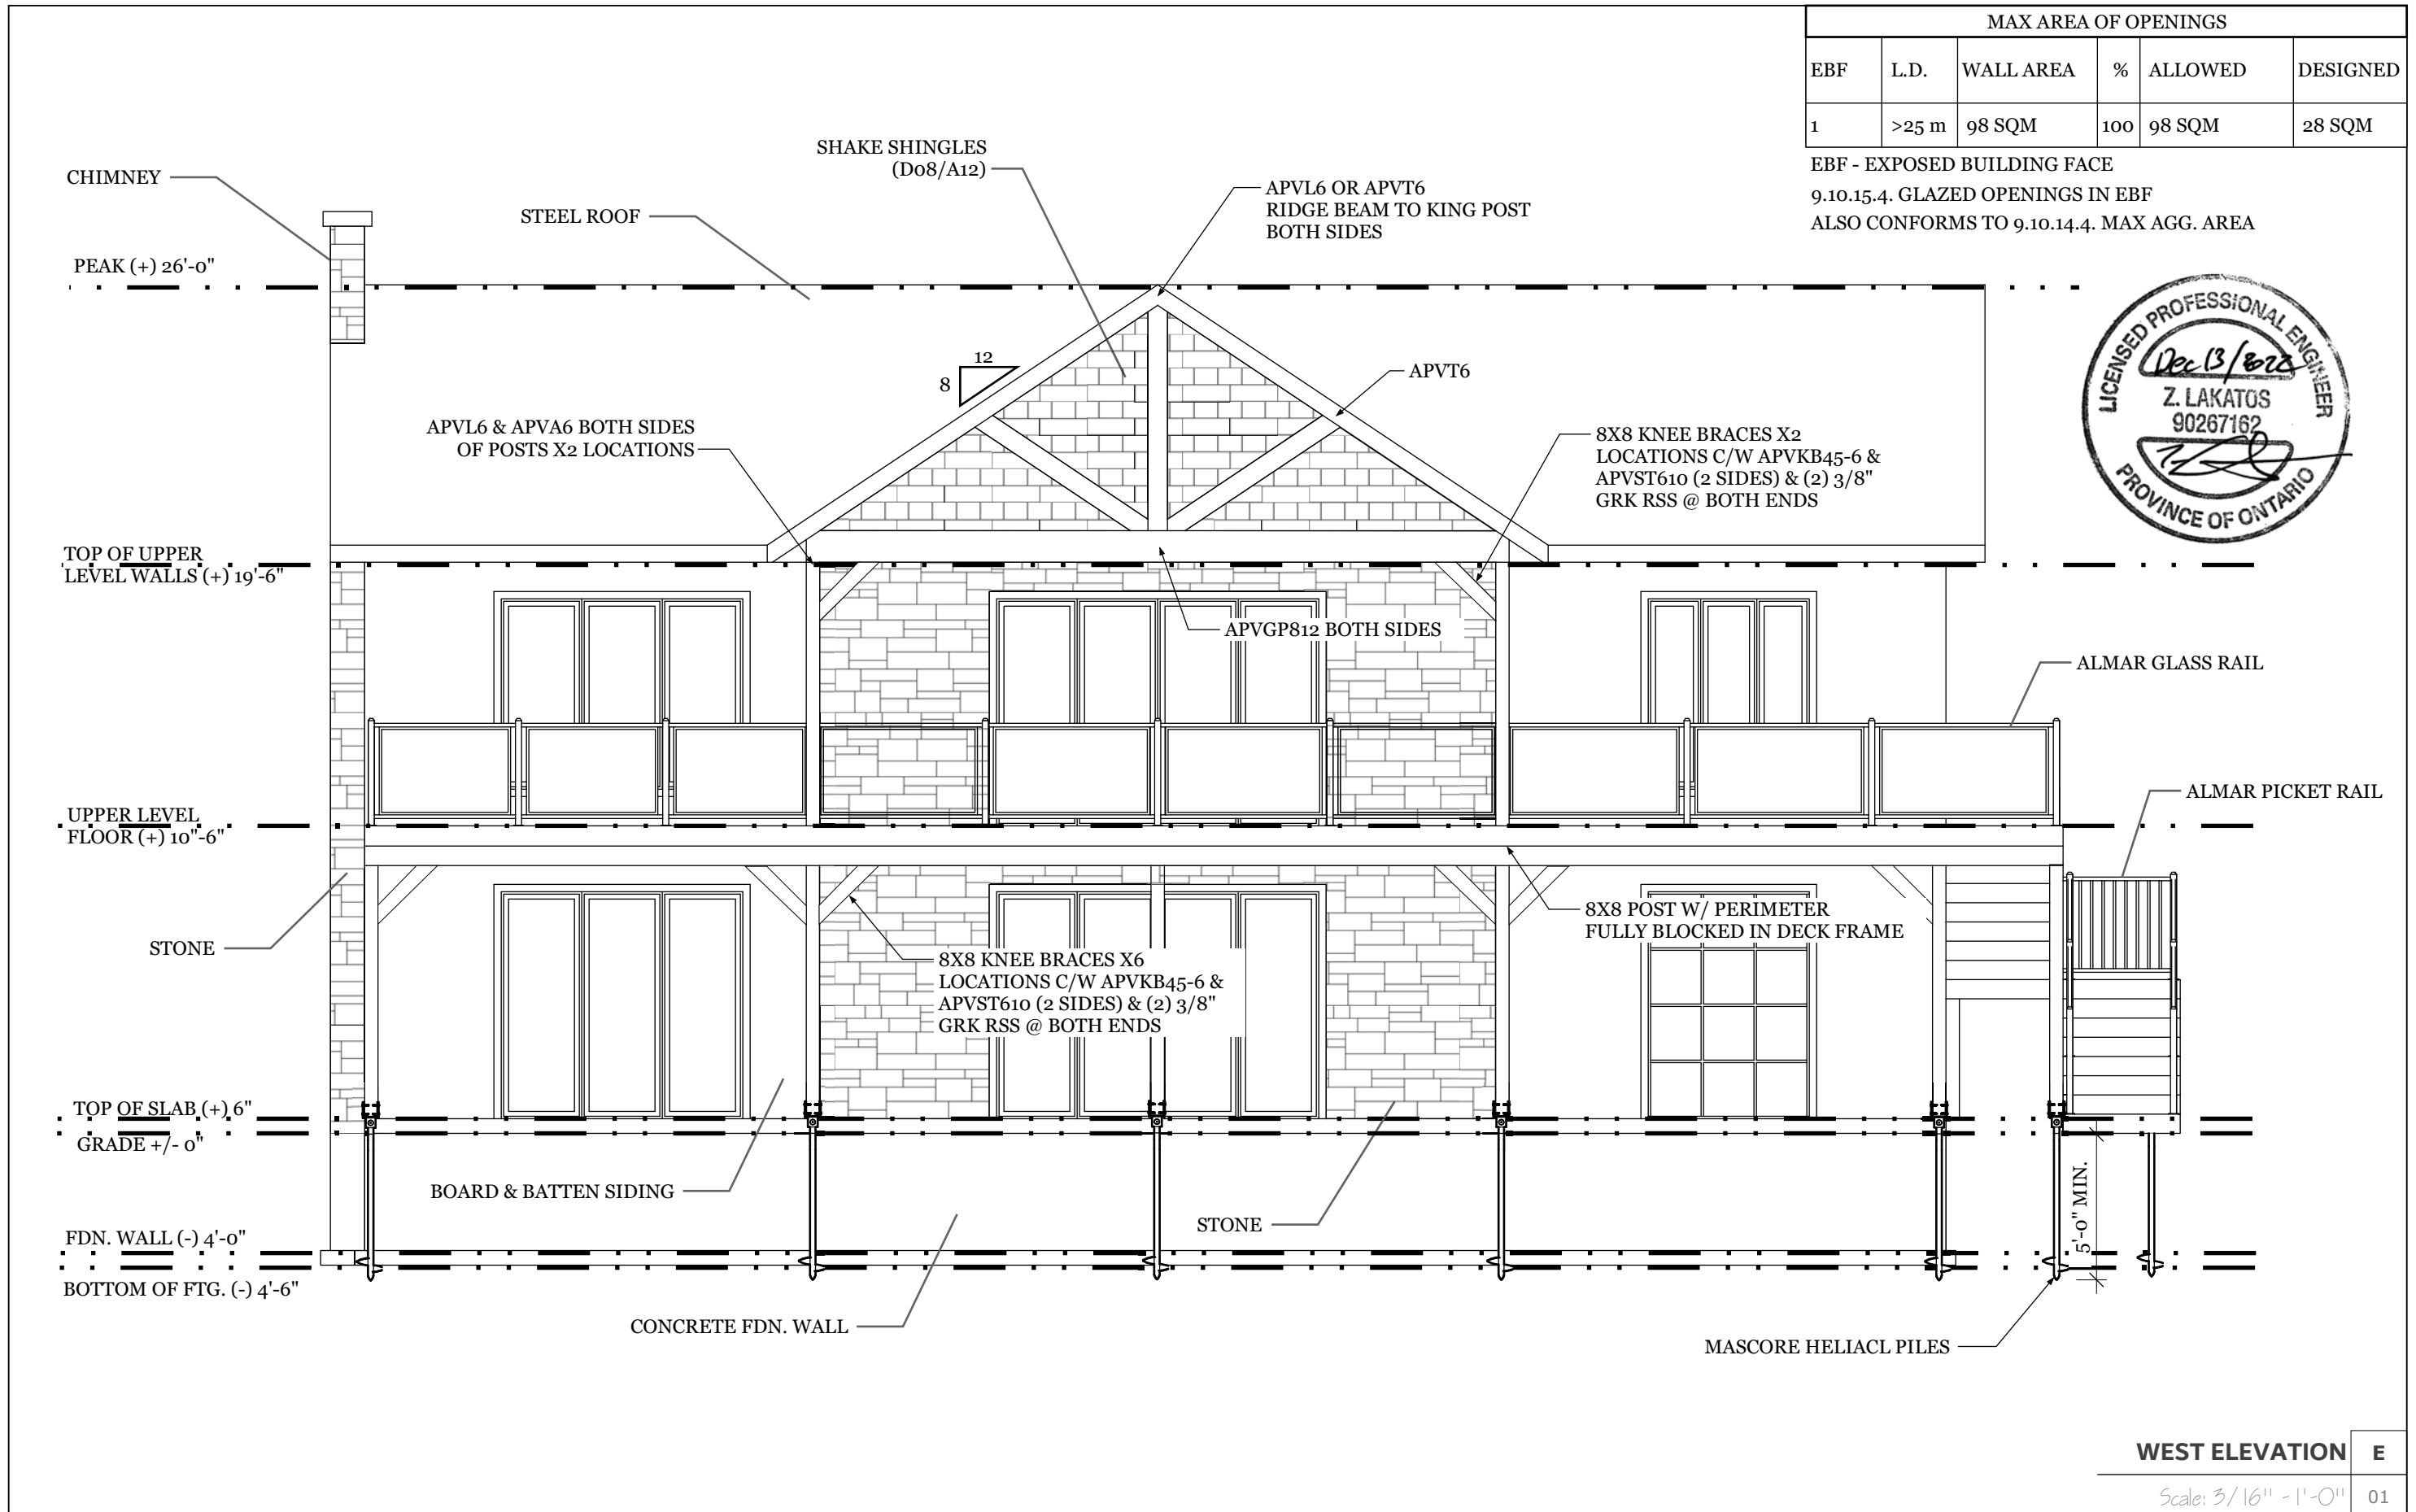 MAX AREA OF OPENINGS
EBF L.D. WALL AREA % ALLOWED DESIGNED
1 >25 m 98 SQM 100 98 SQM 28 SQM
EBF - EXPOSED BUILDING FACE
9.10.15.4. GLAZED OPENINGS IN EBF
ALSO CONFORMS TO 9.10.14.4. MAX AGG. AREA
SHAKE SHINGLES
(D08/A12)
CHIMNEY
STEEL ROOF
APVL6 OR APVT6
RIDGE BEAM TO KING POST
BOTH SIDES
PEAK (+) 26'-0"
LICENSED PROFESSIONAL ENGINEER
Dec 13/2022
Z. LAKATOS
90267162
PROVINCE OF ONTARIO
12
8
APVT6
APVL6 & APVA6 BOTH SIDES
OF POSTS X2 LOCATIONS
8X8 KNEE BRACES X2
LOCATIONS C/W APVKB45-6 &
APVST610 (2 SIDES) & (2) 3/8"
GRK RSS @ BOTH ENDS
TOP OF UPPER
LEVEL WALLS (+) 19'-6"
APVGP812 BOTH SIDES
ALMAR GLASS RAIL
ALMAR PICKET RAIL
UPPER LEVEL
FLOOR (+) 10"-6"
8X8 POST W/ PERIMETER
FULLY BLOCKED IN DECK FRAME
STONE
8X8 KNEE BRACES X6
LOCATIONS C/W APVKB45-6 &
APVST610 (2 SIDES) & (2) 3/8"
GRK RSS @ BOTH ENDS
TOP OF SLAB (+) 6"
GRADE +/- 0"
BOARD & BATTEN SIDING
STONE
5'-0" MIN.
FDN. WALL (-) 4'-0"
BOTTOM OF FTG. (-) 4'-6"
CONCRETE FDN. WALL
MASCORE HELIACL PILES
WEST ELEVATION E
Scale: 3/16" - 1'-0" 01